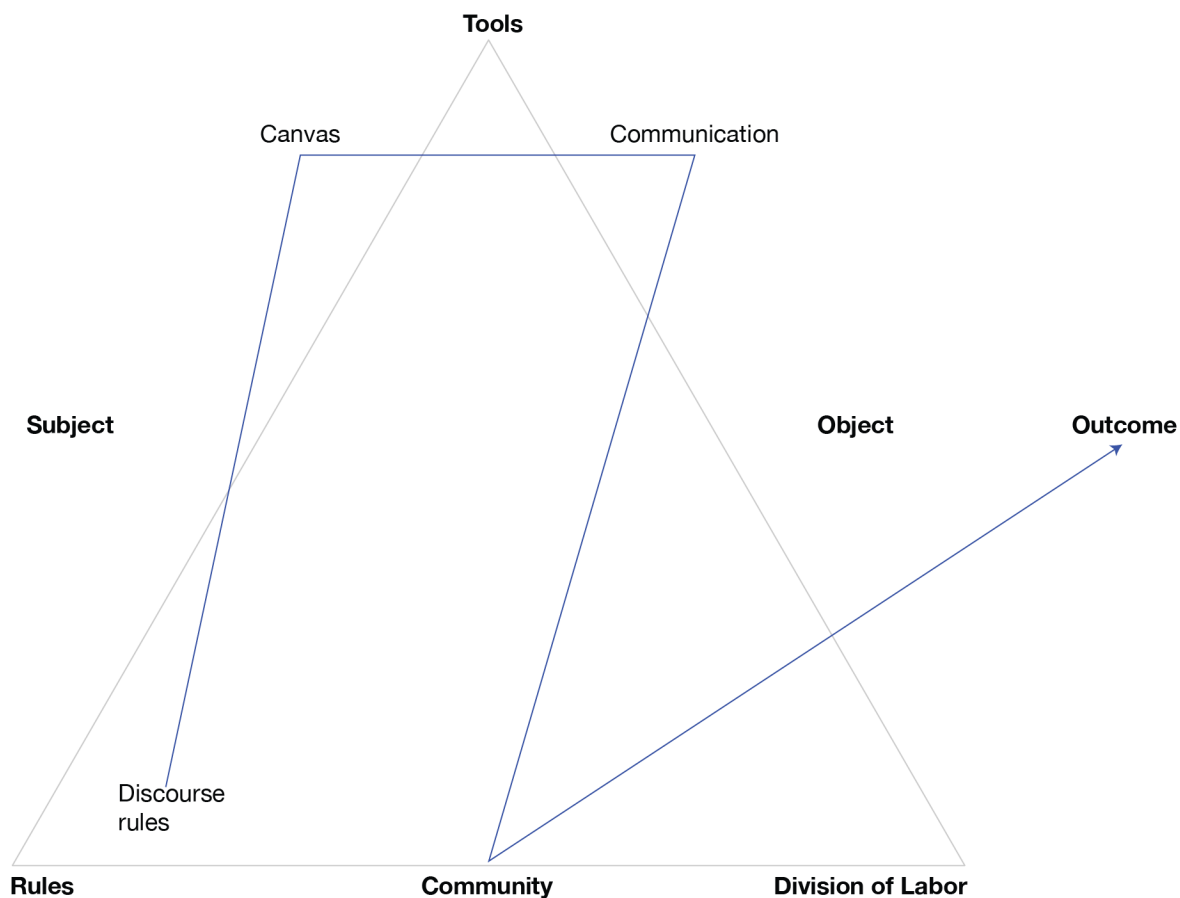 Tools
Canvas
Communication
Subject
Object
Outcome
Discourse
rules
Rules
Community
Division of Labor